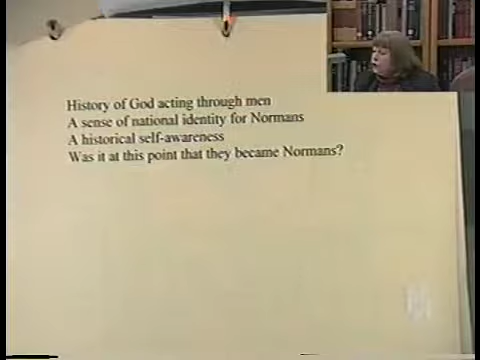 History of God acting through men
A sense of national identity for Normans
A historical self-awareness
Was it at this point that they became Normans?